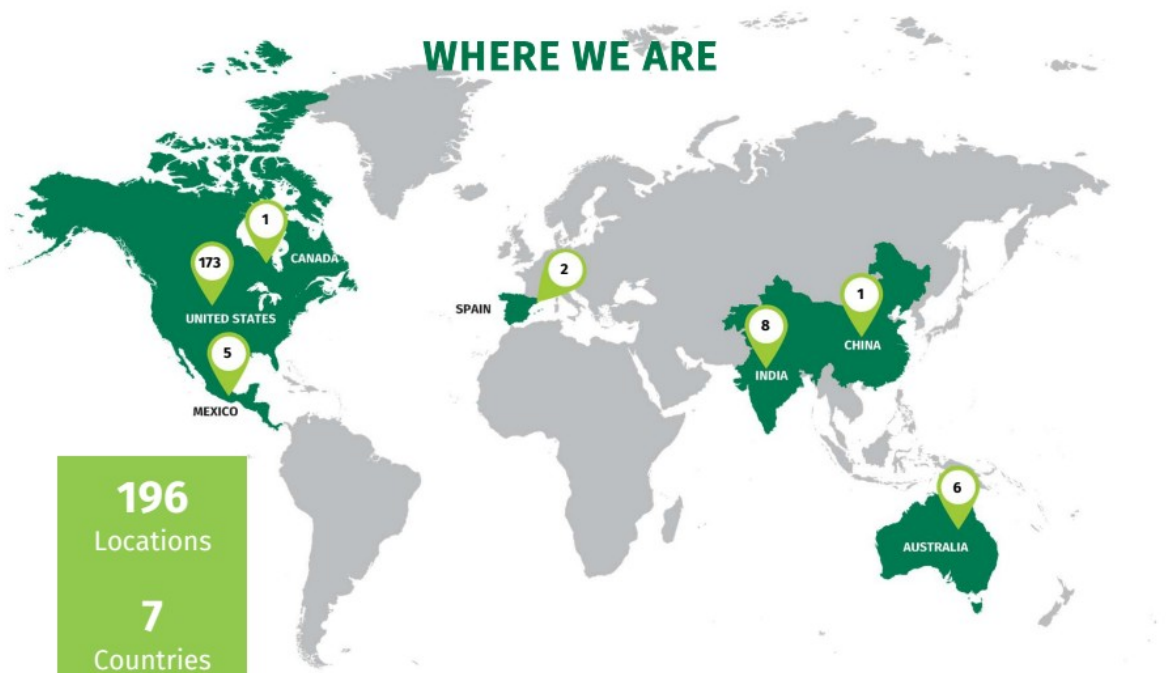 WHERE WE ARE
1
CANADA
173
UNITED STATES
5
MEXICO
2
SPAIN
8
INDIA
1
CHINA
6
AUSTRALIA
196
Locations
7
Countries